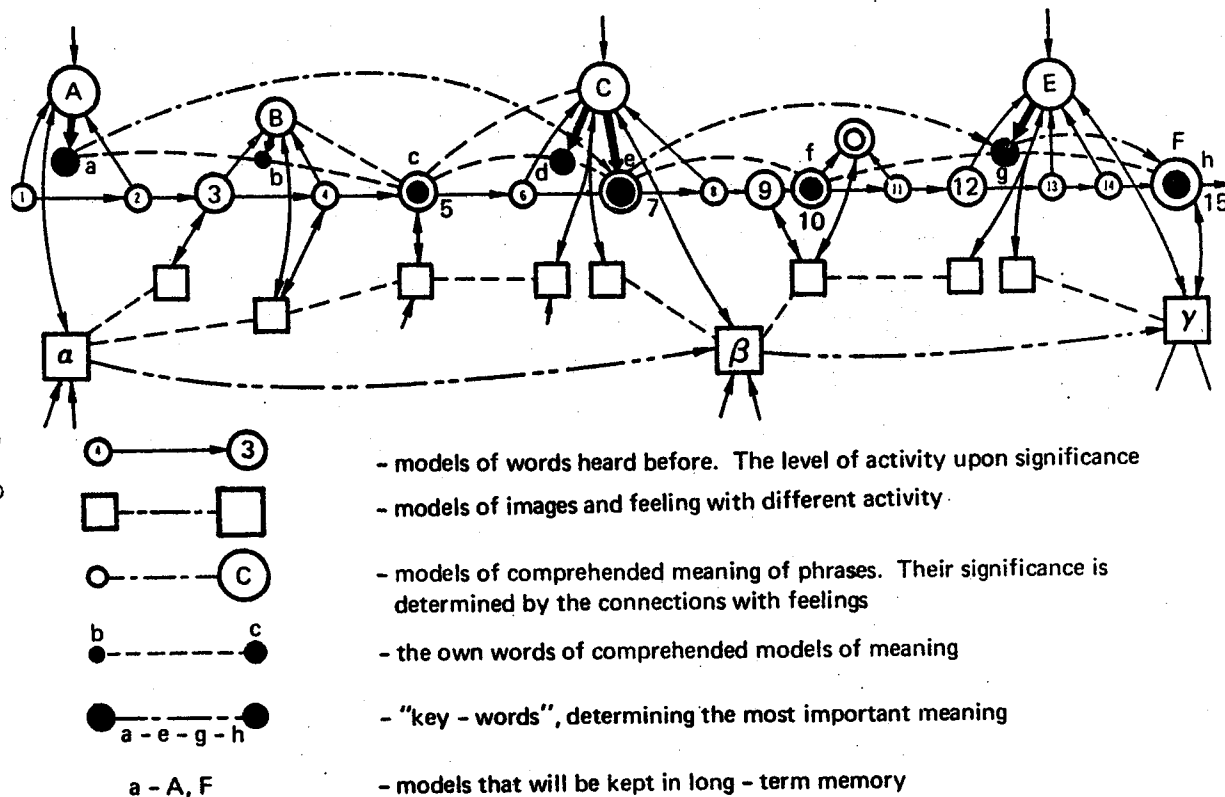 A
B
C
E
a
b
c
d
e
f
g
F
h
1
2
3
4
5
6
7
8
9
10
11
12
13
14
15
α
β
γ
4 3 - models of words heard before. The level of activity upon significance
- models of images and feeling with different activity
C - models of comprehended meaning of phrases. Their significance is
determined by the connections with feelings
b c
- the own words of comprehended models of meaning
- "key - words", determining the most important meaning
a - e - g - h
a - A, F - models that will be kept in long - term memory